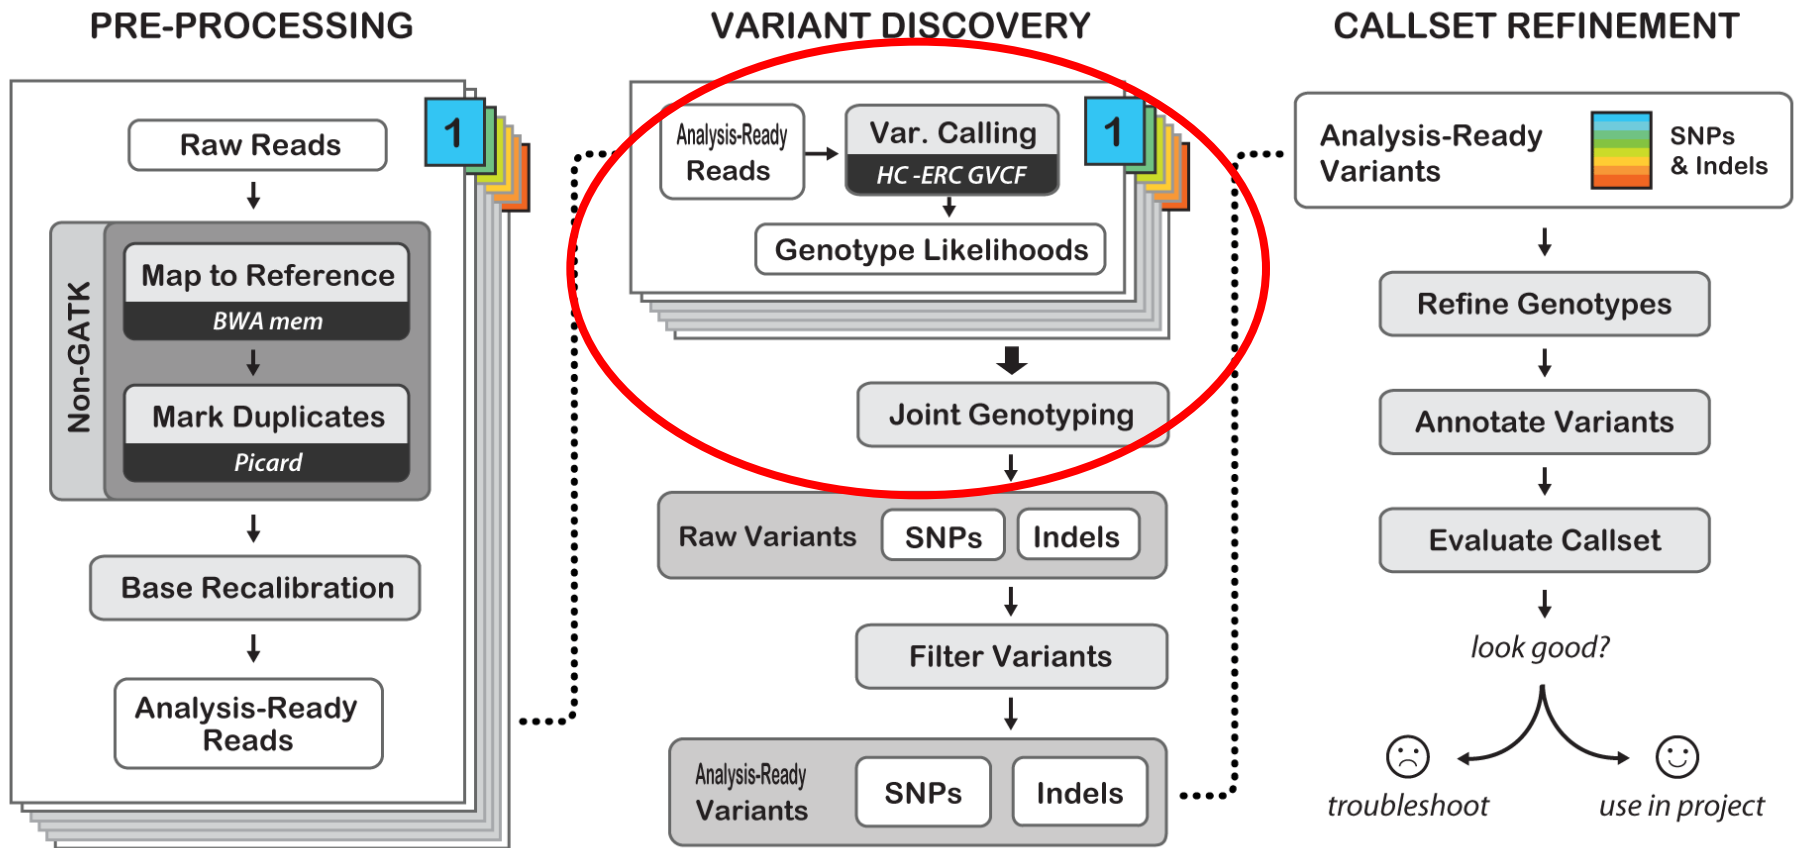 PRE-PROCESSING
1
Raw Reads
Non-GATK
Map to Reference
BWA mem
Mark Duplicates
Picard
Base Recalibration
Analysis-Ready
Reads
VARIANT DISCOVERY
1
Analysis-Ready
Reads
Var. Calling
HC -ERC GVCF
Genotype Likelihoods
Joint Genotyping
Raw Variants
SNPs
Indels
Filter Variants
Analysis-Ready
Variants
SNPs
Indels
CALLSET REFINEMENT
Analysis-Ready
Variants
SNPs
& Indels
Refine Genotypes
Annotate Variants
Evaluate Callset
look good?
troubleshoot
use in project